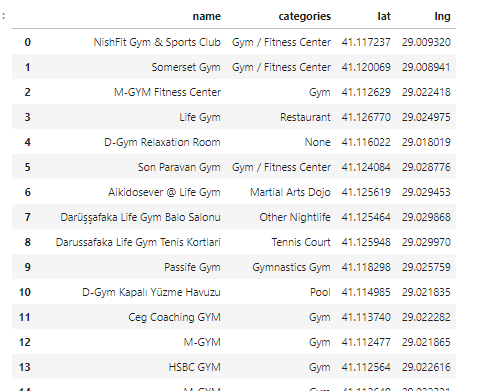 :
name categories lat lng
0 NishFit Gym & Sports Club Gym / Fitness Center 41.117237 29.009320
1 Somerset Gym Gym / Fitness Center 41.120069 29.008941
2 M-GYM Fitness Center Gym 41.112629 29.022418
3 Life Gym Restaurant 41.126770 29.024975
4 D-Gym Relaxation Room None 41.116022 29.018019
5 Son Paravan Gym Gym / Fitness Center 41.124084 29.028776
6 Aikidosever @ Life Gym Martial Arts Dojo 41.125619 29.029453
7 Darüşşafaka Life Gym Balo Salonu Other Nightlife 41.125464 29.029868
8 Darussafaka Life Gym Tenis Kortlari Tennis Court 41.125948 29.029970
9 Passife Gym Gymnastics Gym 41.118298 29.025759
10 D-Gym Kapalı Yüzme Havuzu Pool 41.114985 29.021835
11 Ceg Coaching GYM Gym 41.113740 29.022282
12 M-GYM Gym 41.112477 29.021865
13 HSBC GYM Gym 41.112564 29.022616